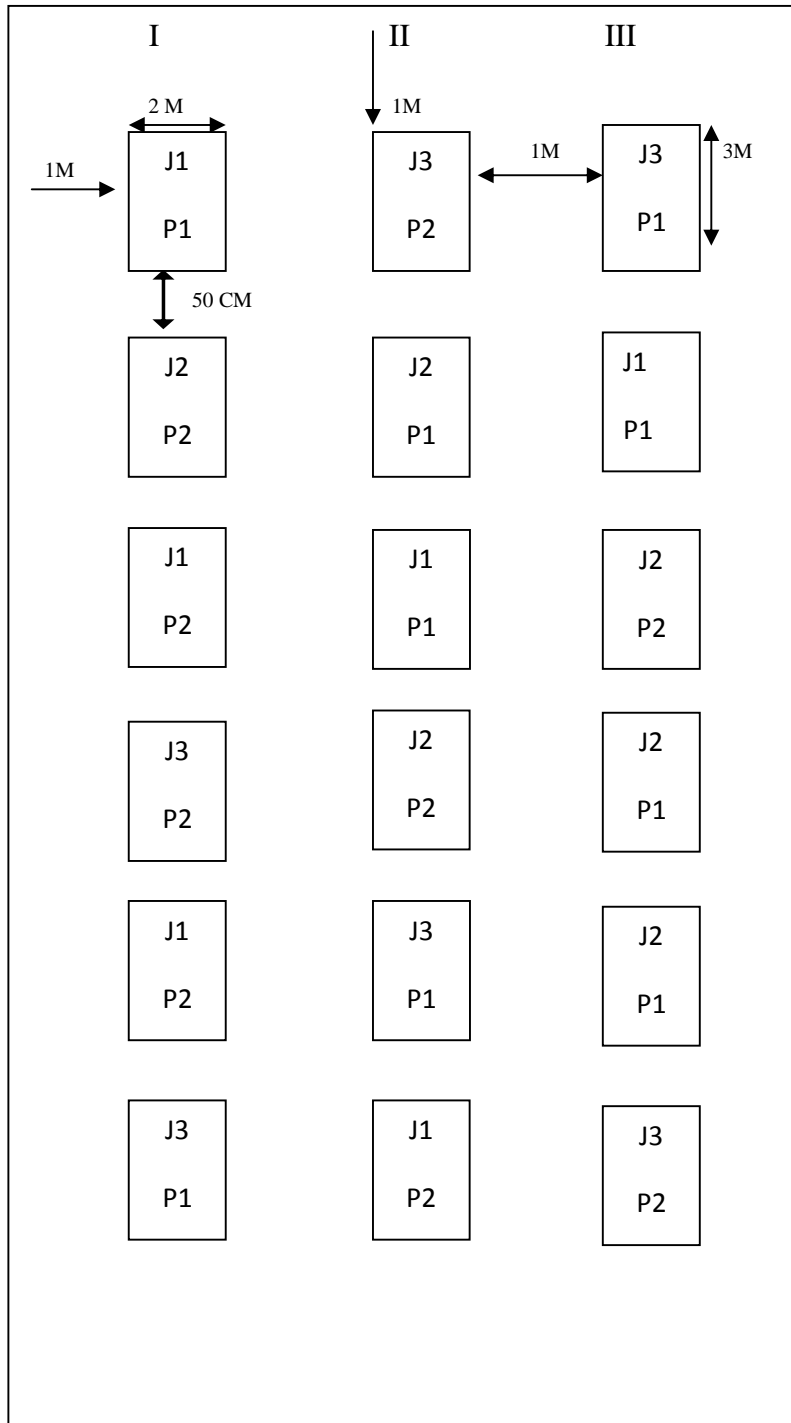 I II III
2 M 1M
1M 1M 3M
J1 J3 J3
P1 P2 P1
50 CM
J2 J2 J1
P2 P1 P1
J1 J1 J2
P2 P1 P2
J3 J2 J2
P2 P2 P1
J1 J3 J2
P2 P1 P1
J3 J1 J3
P1 P2 P2